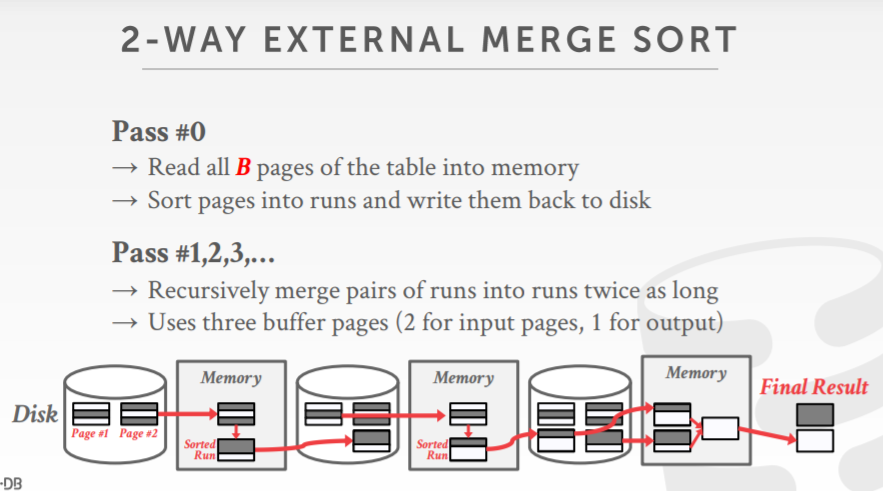 2-WAY EXTERNAL MERGE SORT
Pass #0
→ Read all B pages of the table into memory
→ Sort pages into runs and write them back to disk
Pass #1,2,3,...
→ Recursively merge pairs of runs into runs twice as long
→ Uses three buffer pages (2 for input pages, 1 for output)
Disk
Page #1
Page #2
Memory
Sorted
Run
Memory
Sorted
Run
Memory
Final Result
-DB